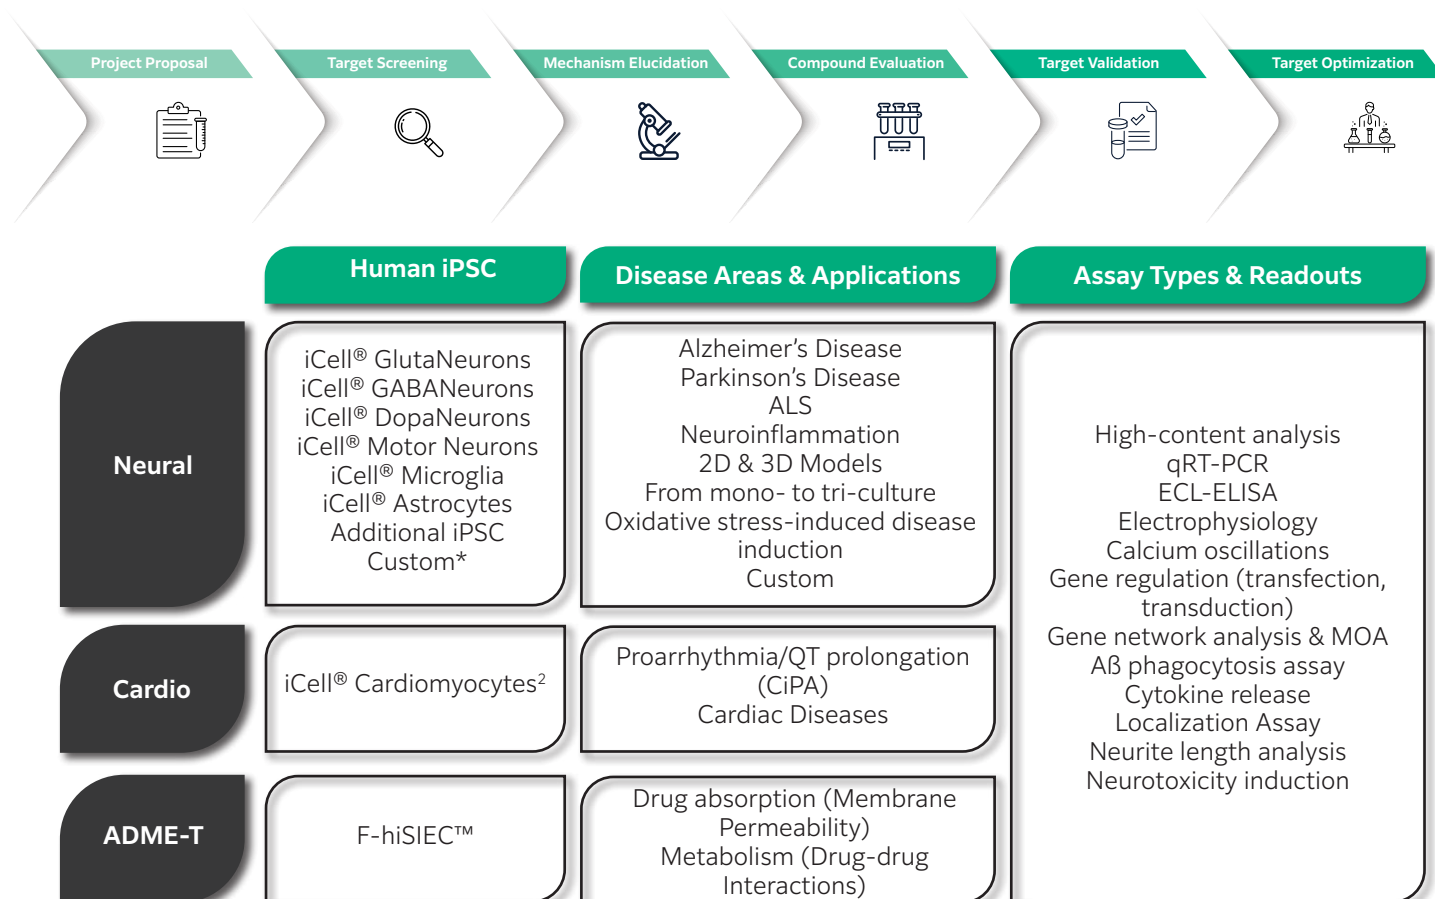 Project Proposal
Target Screening
Mechanism Elucidation
Compound Evaluation
Target Validation
Target Optimization
Human iPSC
Disease Areas & Applications
Assay Types & Readouts
Neural
iCell® GlutaNeurons
iCell® GABANeurons
iCell® DopaNeurons
iCell® Motor Neurons
iCell® Microglia
iCell® Astrocytes
Additional iPSC
Custom*
Alzheimer’s Disease
Parkinson’s Disease
ALS
Neuroinflammation
2D & 3D Models
From mono- to tri-culture
Oxidative stress-induced disease
induction
Custom
High-content analysis
qRT-PCR
ECL-ELISA
Electrophysiology
Calcium oscillations
Gene regulation (transfection,
transduction)
Gene network analysis & MOA
Aß phagocytosis assay
Cytokine release
Localization Assay
Neurite length analysis
Neurotoxicity induction
Cardio
iCell® Cardiomyocytes²
Proarrhythmia/QT prolongation
(CiPA)
Cardiac Diseases
ADME-T
F-hiSIEC™
Drug absorption (Membrane
Permeability)
Metabolism (Drug-drug
Interactions)